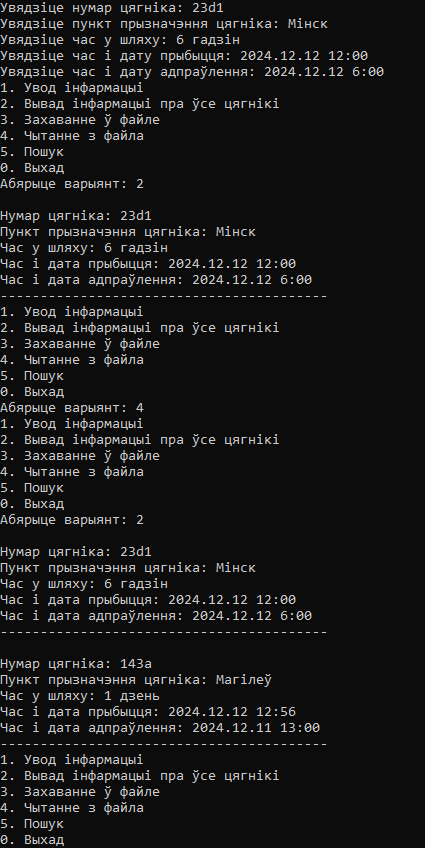 Увядзіце нумар цягніка: 23d1
Увядзіце пункт прызначэння цягніка: Мінск
Увядзіце час у шляху: 6 гадзін
Увядзіце час і дату прыбыцця: 2024.12.12 12:00
Увядзіце час і дату адпраўлення: 2024.12.12 6:00
1. Увод інфармацыі
2. Вывад інфармацыі пра ўсе цягнікі
3. Захаванне ў файле
4. Чытанне з файла
5. Пошук
0. Выхад
Абярыце варыянт: 2

Нумар цягніка: 23d1
Пункт прызначэння цягніка: Мінск
Час у шляху: 6 гадзін
Час і дата прыбыцця: 2024.12.12 12:00
Час і дата адпраўлення: 2024.12.12 6:00
-----------------------------------------
1. Увод інфармацыі
2. Вывад інфармацыі пра ўсе цягнікі
3. Захаванне ў файле
4. Чытанне з файла
5. Пошук
0. Выхад
Абярыце варыянт: 4
1. Увод інфармацыі
2. Вывад інфармацыі пра ўсе цягнікі
3. Захаванне ў файле
4. Чытанне з файла
5. Пошук
0. Выхад
Абярыце варыянт: 2

Нумар цягніка: 23d1
Пункт прызначэння цягніка: Мінск
Час у шляху: 6 гадзін
Час і дата прыбыцця: 2024.12.12 12:00
Час і дата адпраўлення: 2024.12.12 6:00
-----------------------------------------

Нумар цягніка: 143а
Пункт прызначэння цягніка: Магілеў
Час у шляху: 1 дзень
Час і дата прыбыцця: 2024.12.12 12:56
Час і дата адпраўлення: 2024.12.11 13:00
-----------------------------------------
1. Увод інфармацыі
2. Вывад інфармацыі пра ўсе цягнікі
3. Захаванне ў файле
4. Чытанне з файла
5. Пошук
0. Выхад